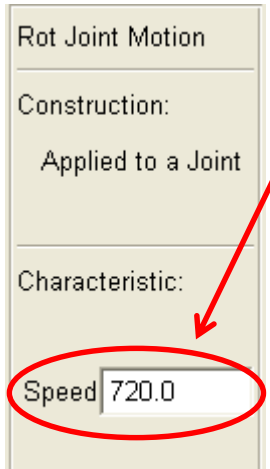 Rot Joint Motion
Construction:
Applied to a Joint
Characteristic:
Speed 720.0